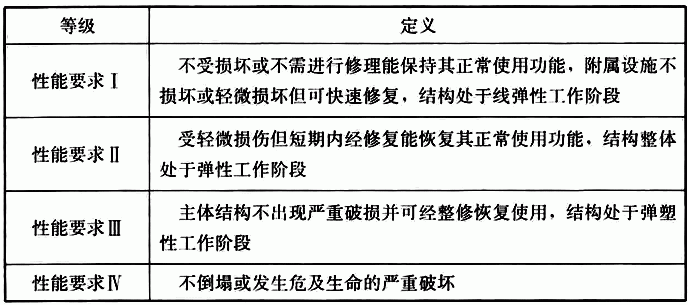 等级 定义
性能要求Ⅰ 不受损坏或不需进行修理能保持其正常使用功能，附属设施不
损坏或轻微损坏但可快速修复，结构处于线弹性工作阶段
性能要求Ⅱ 受轻微损伤但短期内经修复能恢复其正常使用功能，结构整体
处于弹性工作阶段
性能要求Ⅲ 主体结构不出现严重破损并可经整修恢复使用，结构处于弹塑
性工作阶段
性能要求Ⅳ 不倒塌或发生危及生命的严重破坏